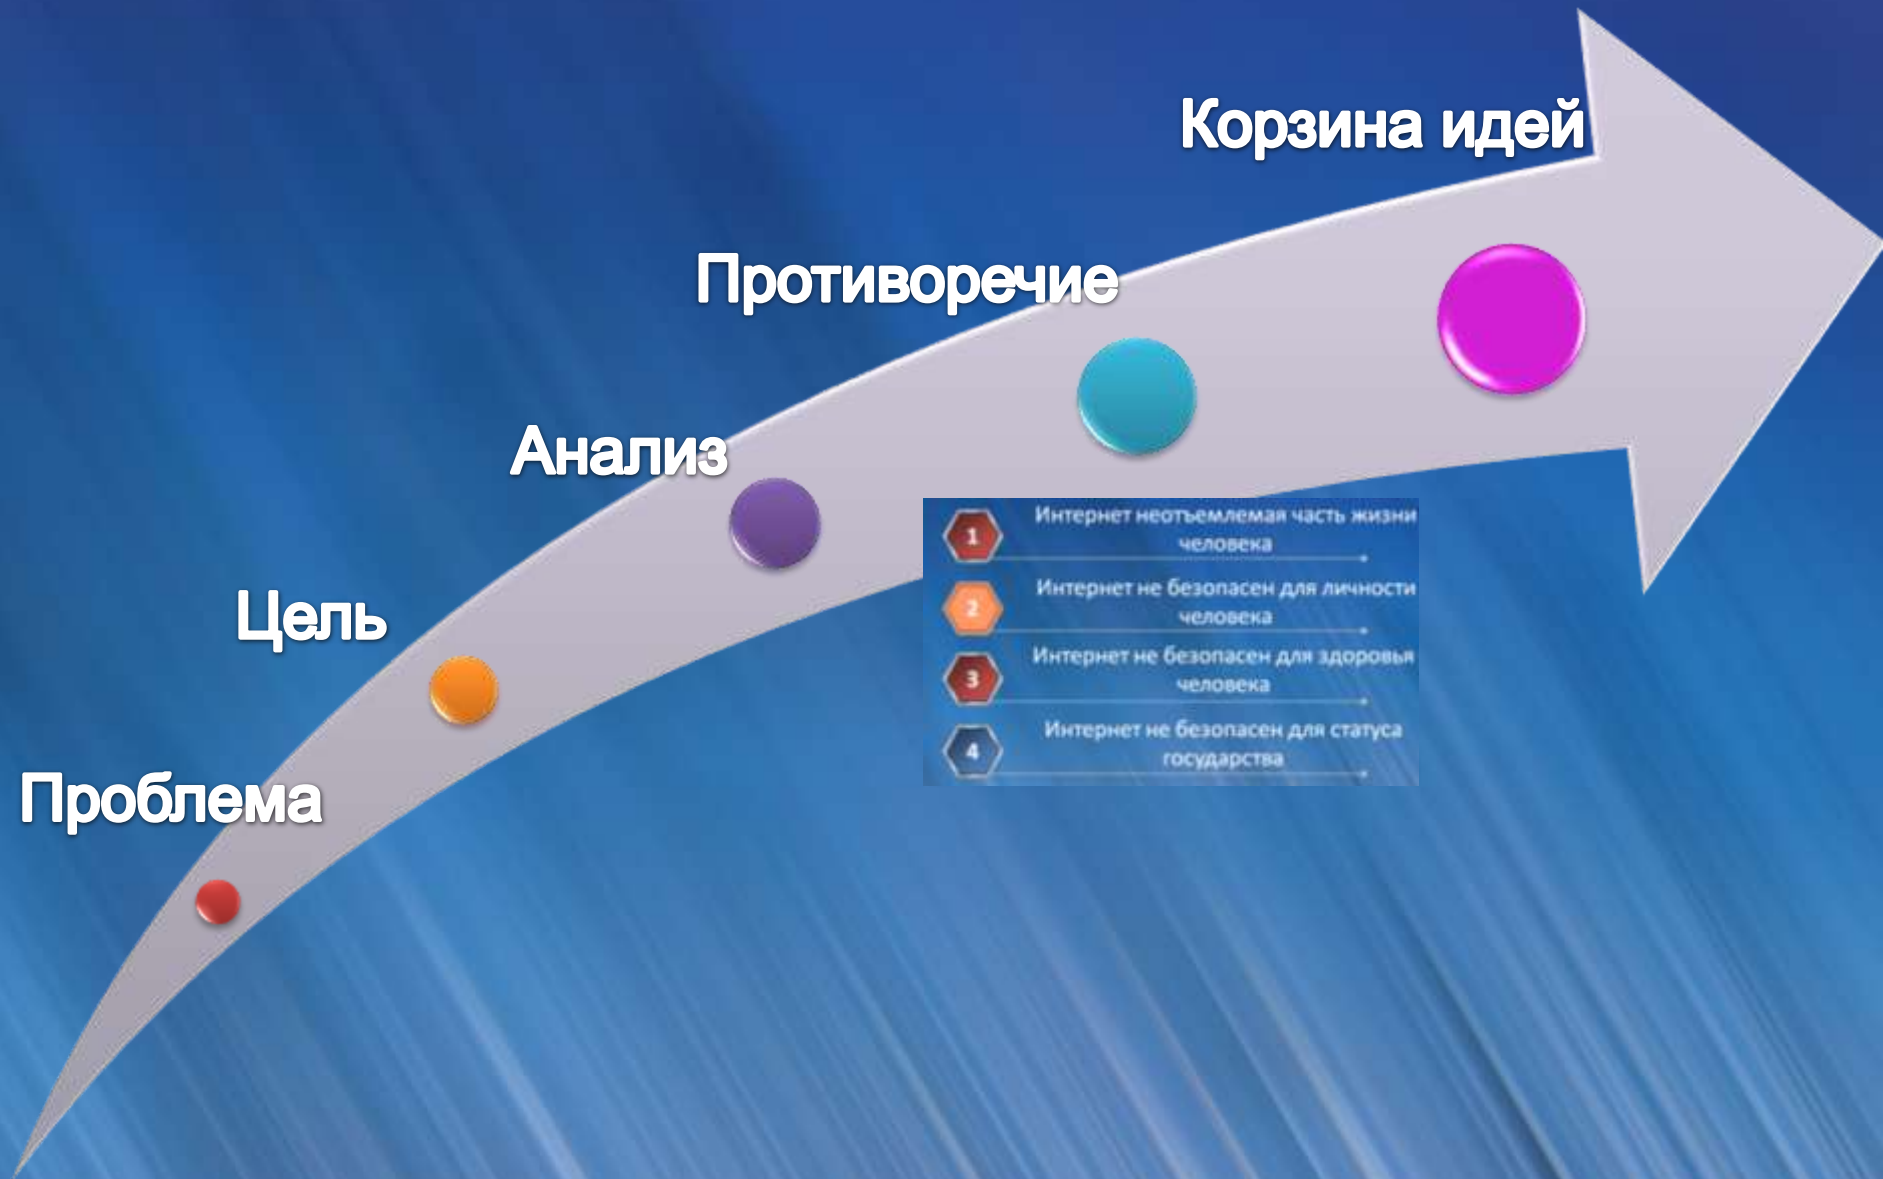 Корзина идей
Противоречие
Анализ
Цель
Проблема
1
Интернет неотъемлемая часть жизни
человека
2
Интернет не безопасен для личности
человека
3
Интернет не безопасен для здоровья
человека
4
Интернет не безопасен для статуса
государства